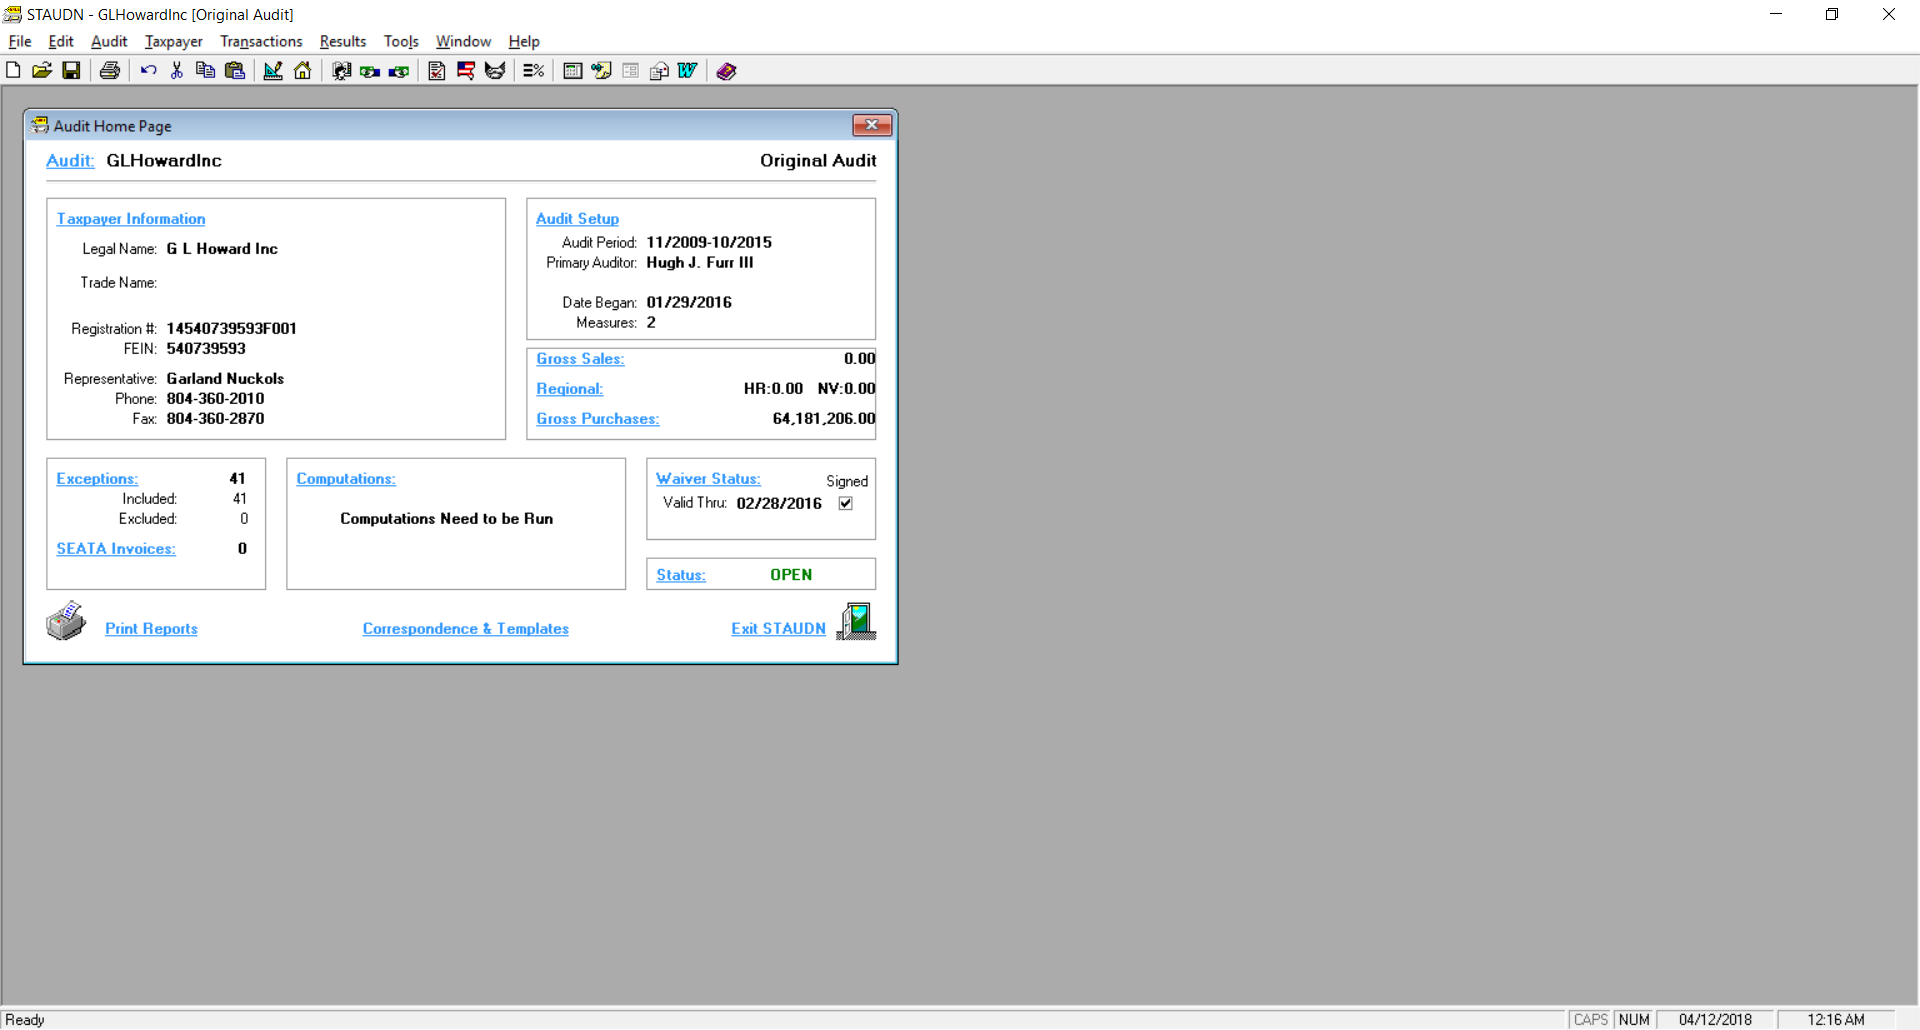 STAUDN - GLHowardInc [Original Audit]
File Edit Audit Taxpayer Transactions Results Tools Window Help
Audit Home Page
Audit: GLHowardInc Original Audit
Taxpayer Information
Legal Name: G L Howard Inc
Trade Name:
Registration #: 14540739593F001
FEIN: 540739593
Representative: Garland Nuckols
Phone: 804-360-2010
Fax: 804-360-2870
Audit Setup
Audit Period: 11/2009-10/2015
Primary Auditor: Hugh J. Furr III
Date Began: 01/29/2016
Measures: 2
Gross Sales: 0.00
Regional: HR:0.00 NV:0.00
Gross Purchases: 64,181,206.00
Exceptions: 41
Included: 41
Excluded: 0
SEATA Invoices: 0
Computations:
Computations Need to be Run
Waiver Status: Signed
Valid Thru: 02/28/2016
Status: OPEN
Print Reports Correspondence & Templates Exit STAUDN
Ready CAPS NUM 04/12/2018 12:16 AM